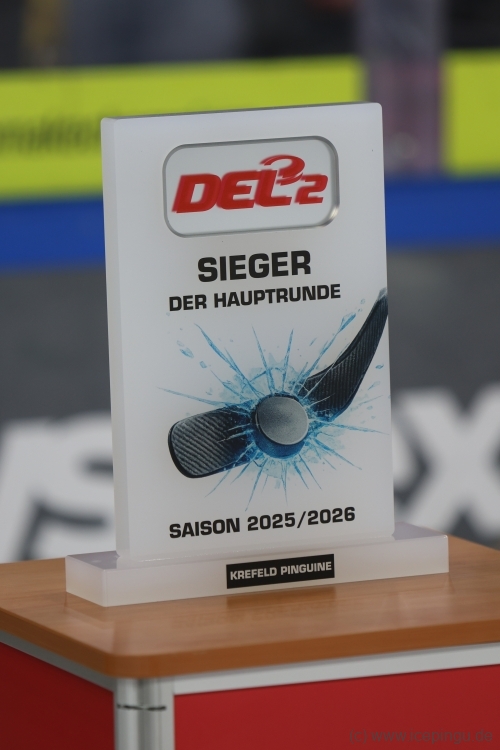 DEL2
SIEGER
DER HAUPTRUNDE
SAISON 2025/2026
KREFELD PINGUINE